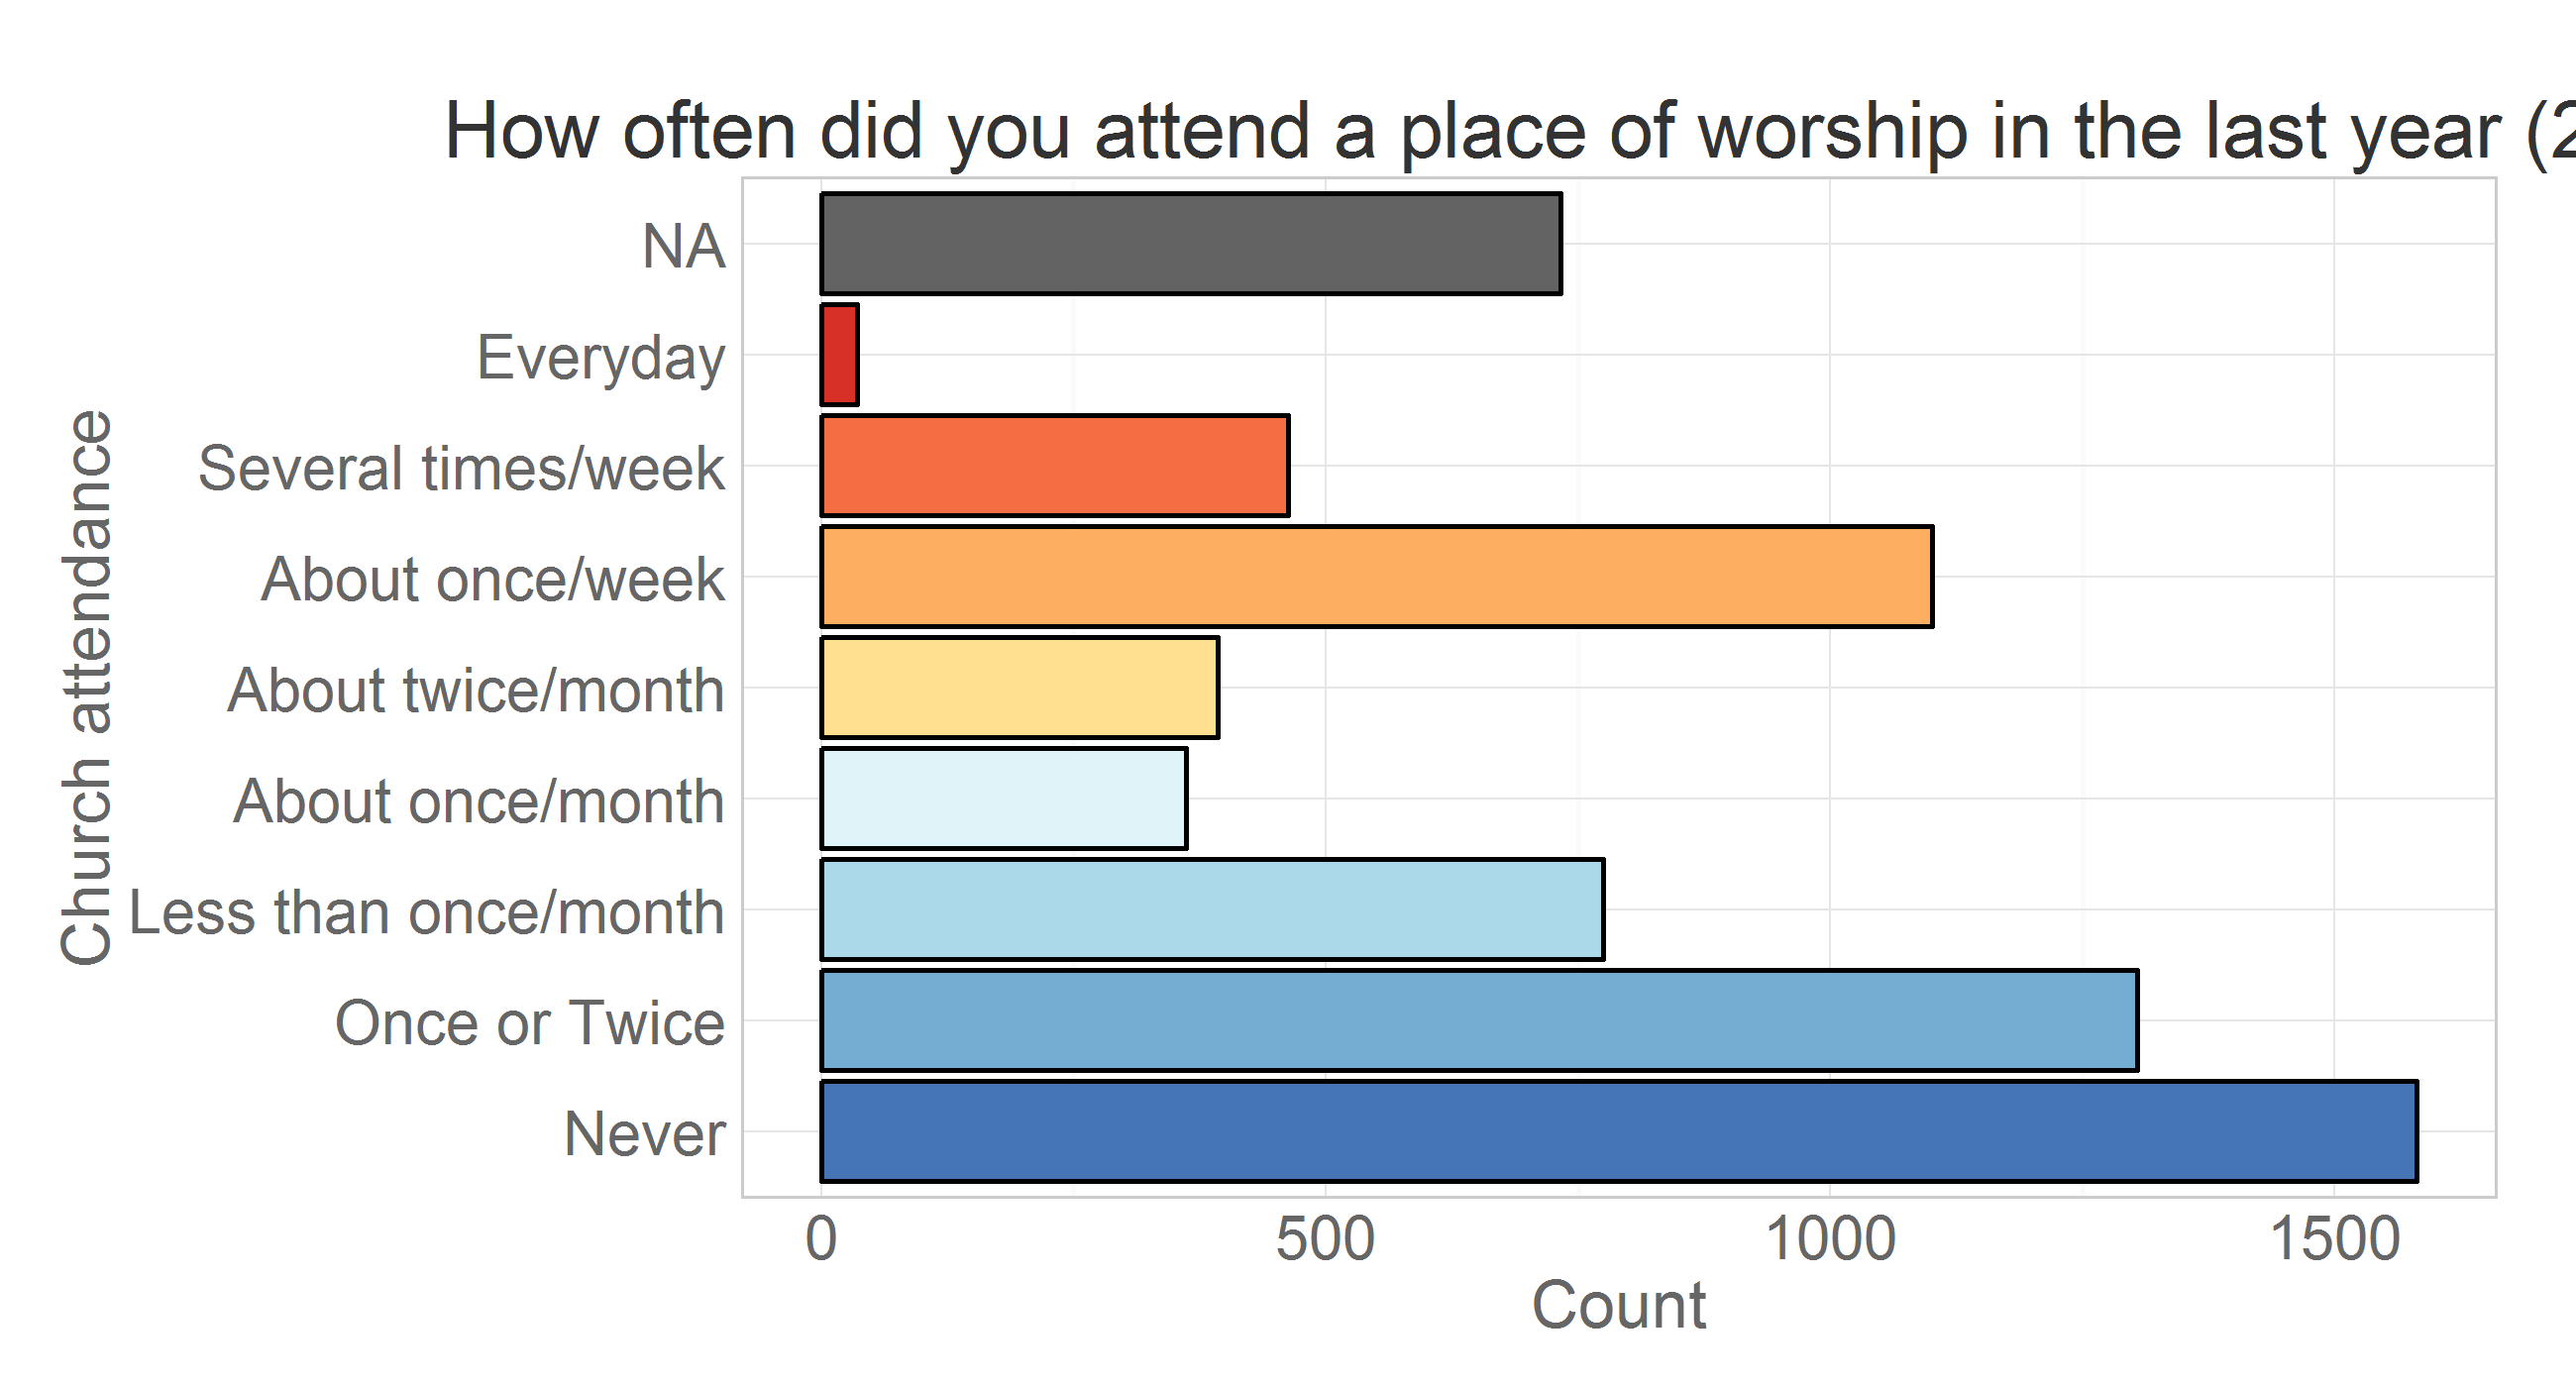 How often did you attend a place of worship in the last year (2
NA
Everyday
Several times/week
About once/week
About twice/month
About once/month
Less than once/month
Once or Twice
Never
Church attendance
0 500 1000 1500
Count